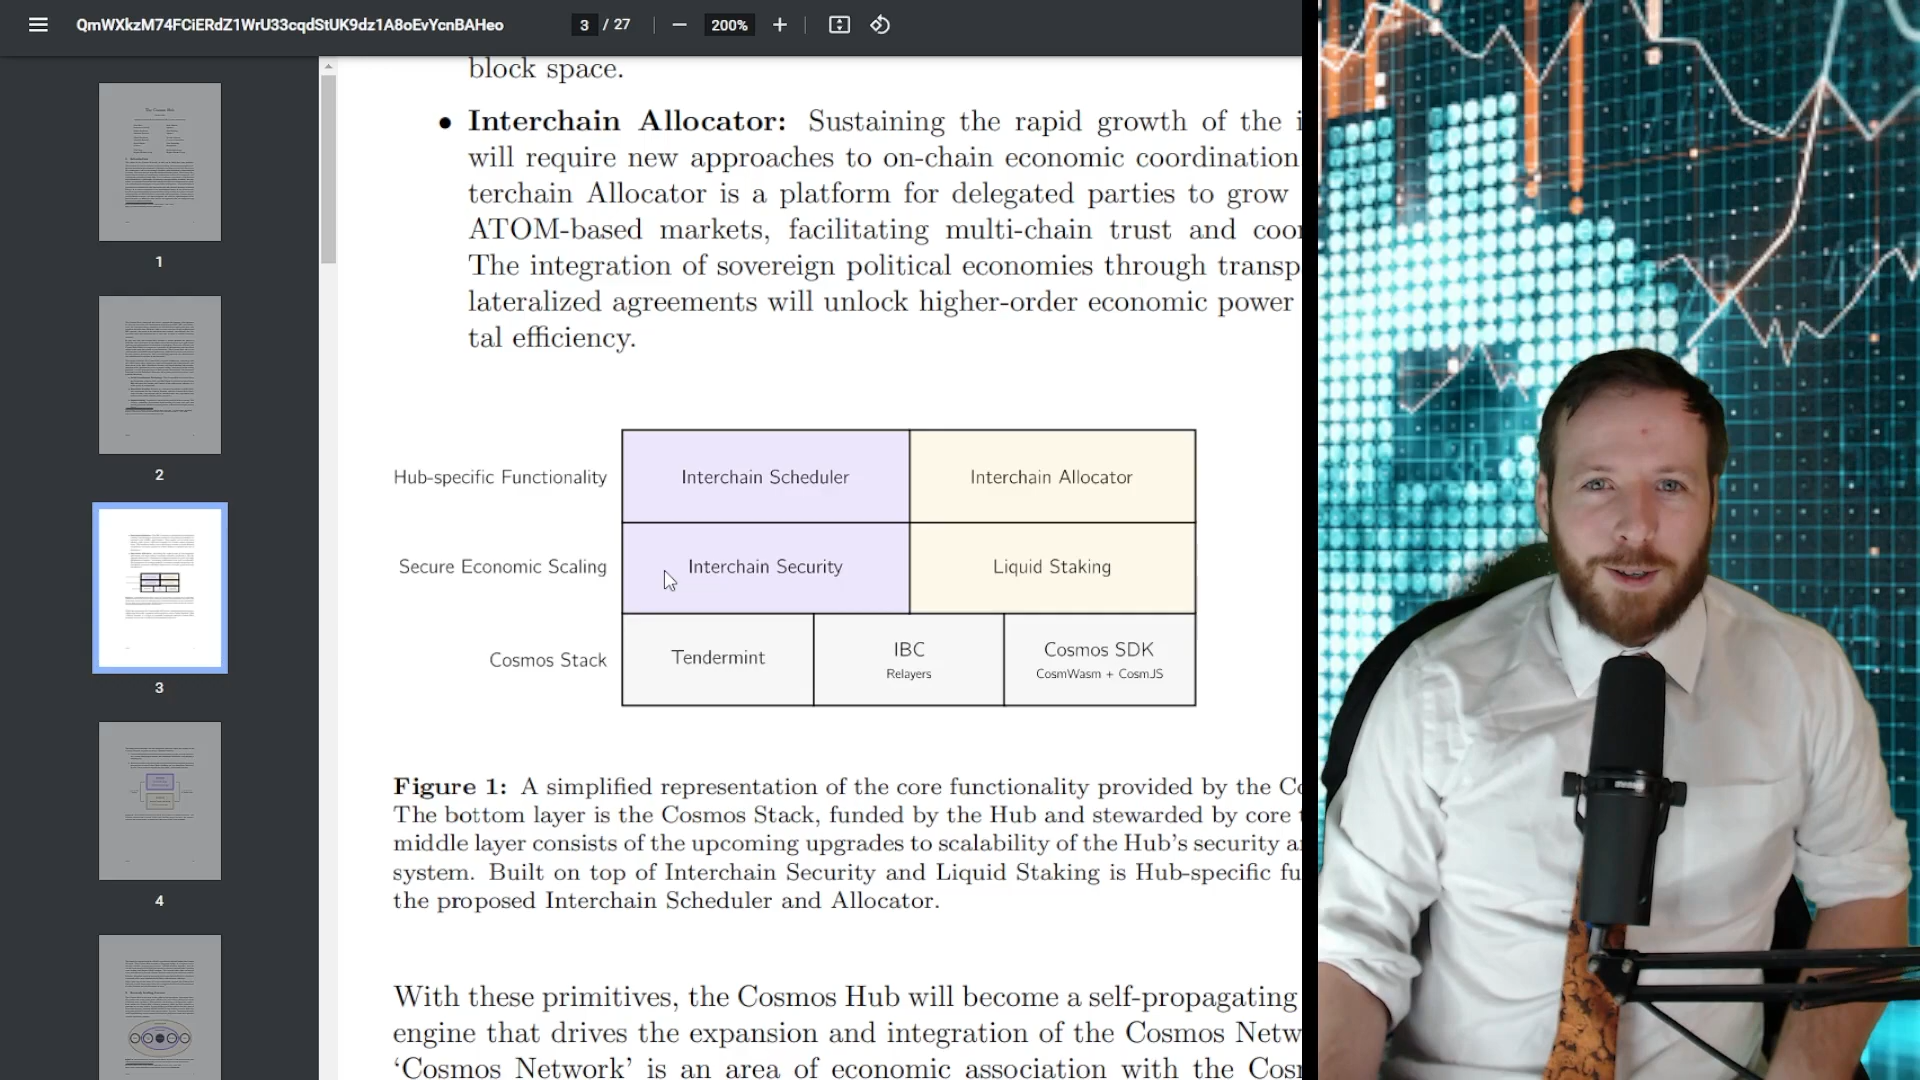 QmWXkzM74FCiERdZ1WrU33cqdStUK9dz1A8oEvYcnBAHeo
3 / 27
200%
block space.
• Interchain Allocator: Sustaining the rapid growth of the i
will require new approaches to on-chain economic coordination
terchain Allocator is a platform for delegated parties to grow
ATOM-based markets, facilitating multi-chain trust and coor
The integration of sovereign political economies through transp
lateralized agreements will unlock higher-order economic power
tal efficiency.
Hub-specific Functionality
Interchain Scheduler
Interchain Allocator
Secure Economic Scaling
Interchain Security
Liquid Staking
Cosmos Stack
Tendermint
IBC
Relayers
Cosmos SDK
CosmWasm + CosmJS
Figure 1: A simplified representation of the core functionality provided by the Co
The bottom layer is the Cosmos Stack, funded by the Hub and stewarded by core
middle layer consists of the upcoming upgrades to scalability of the Hub's security a
system. Built on top of Interchain Security and Liquid Staking is Hub-specific fu
the proposed Interchain Scheduler and Allocator.
With these primitives, the Cosmos Hub will become a self-propagating
engine that drives the expansion and integration of the Cosmos Netw
'Cosmos Network' is an area of economic association with the Cos
1
2
3
4